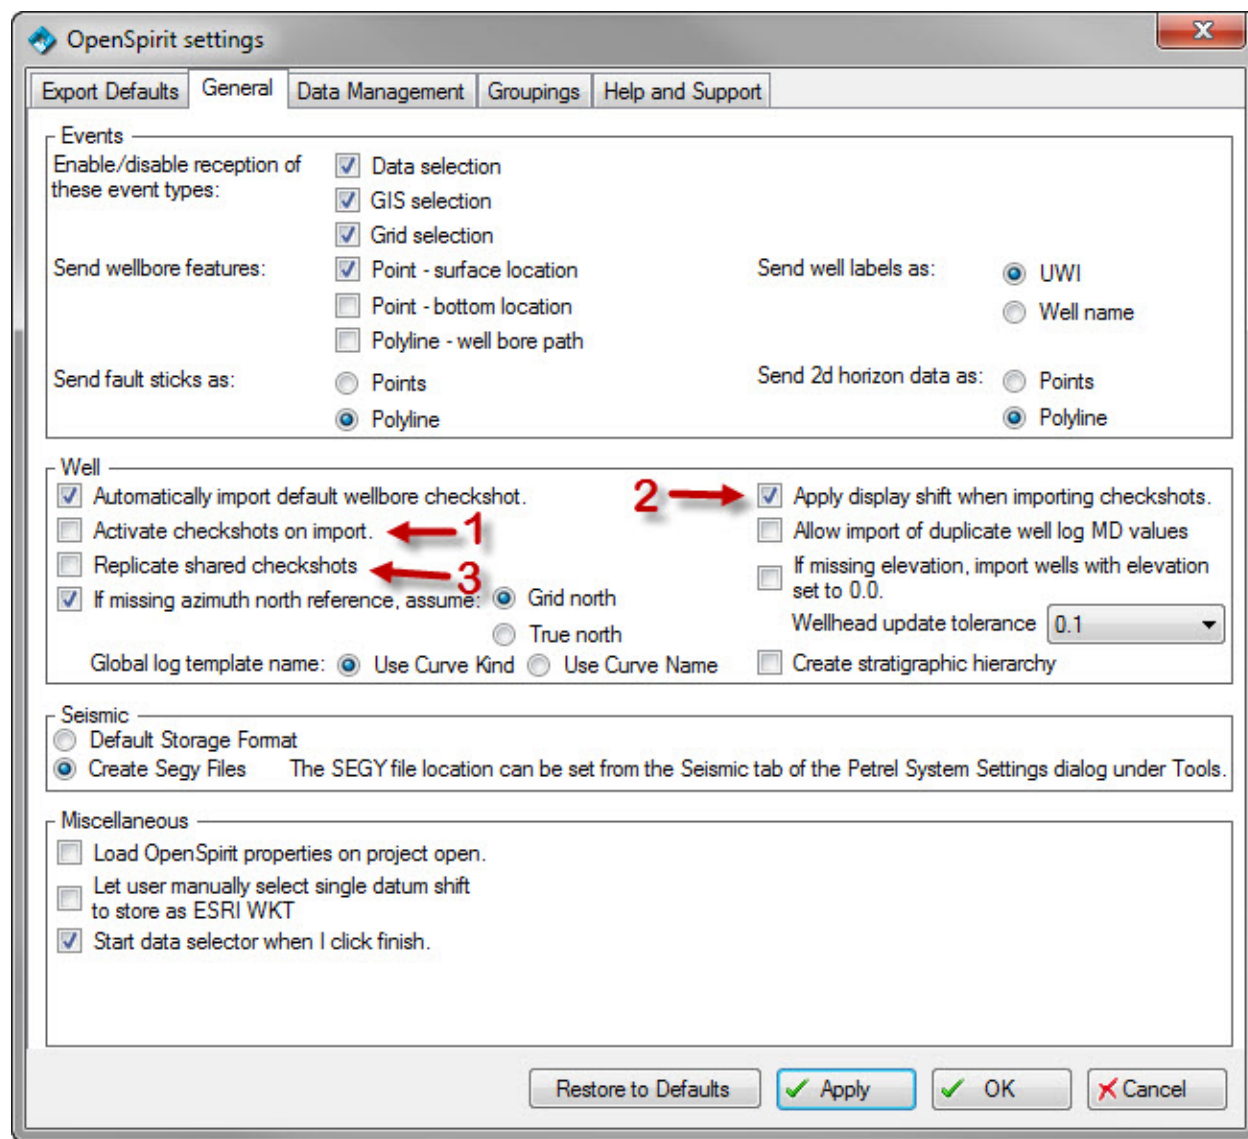 OpenSpirit settings
Export Defaults General Data Management Groupings Help and Support
Events
Enable/disable reception of
these event types:
Data selection
GIS selection
Grid selection
Send wellbore features:
Point - surface location
Point - bottom location
Polyline - well bore path
Send well labels as:
UWI
Well name
Send fault sticks as:
Points
Polyline
Send 2d horizon data as:
Points
Polyline
Well
Automatically import default wellbore checkshot.
Activate checkshots on import.
1
Replicate shared checkshots
3
If missing azimuth north reference, assume:
Grid north
True north
Global log template name: Use Curve Kind Use Curve Name
2
Apply display shift when importing checkshots.
Allow import of duplicate well log MD values
If missing elevation, import wells with elevation
set to 0.0.
Wellhead update tolerance 0.1
Create stratigraphic hierarchy
Seismic
Default Storage Format
Create Segy Files The SEGY file location can be set from the Seismic tab of the Petrel System Settings dialog under Tools.
Miscellaneous
Load OpenSpirit properties on project open.
Let user manually select single datum shift
to store as ESRI WKT
Start data selector when I click finish.
Restore to Defaults Apply OK Cancel